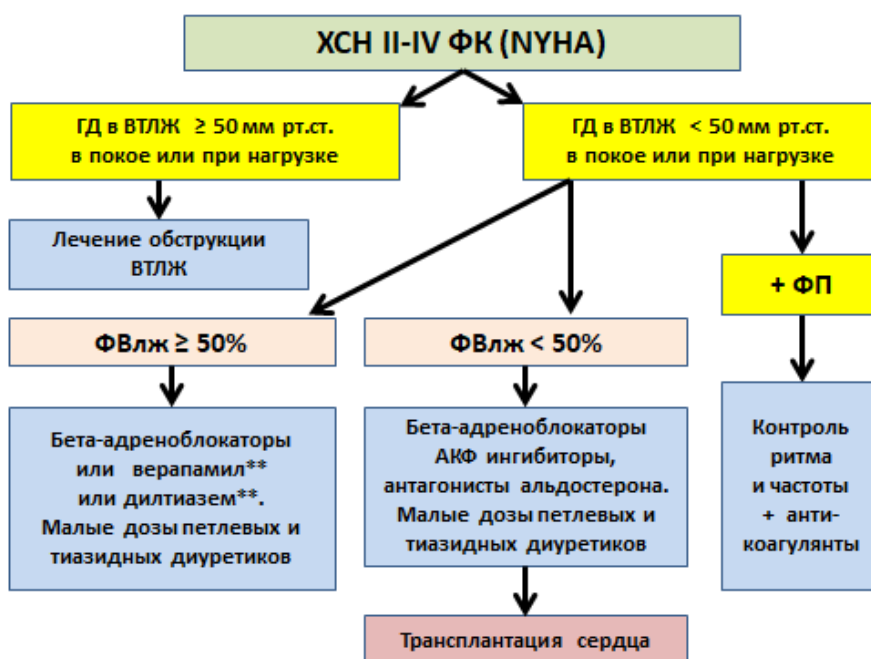 ХСН II-IV ФК (NYHA)
ГД в ВТЛЖ ≥ 50 мм рт.ст.
в покое или при нагрузке
ГД в ВТЛЖ < 50 мм рт.ст.
в покое или при нагрузке
Лечение обструкции
ВТЛЖ
+ ФП
ФВлж ≥ 50%
ФВлж < 50%
Бета-адреноблокаторы
или верапамил**
или дилтиазем**.
Малые дозы петлевых и
тиазидных диуретиков
Бета-адреноблокаторы
АКФ ингибиторы,
антагонисты альдостерона.
Малые дозы петлевых и
тиазидных диуретиков
Контроль
ритма
и частоты
+ анти-
коагулянты
Трансплантация сердца